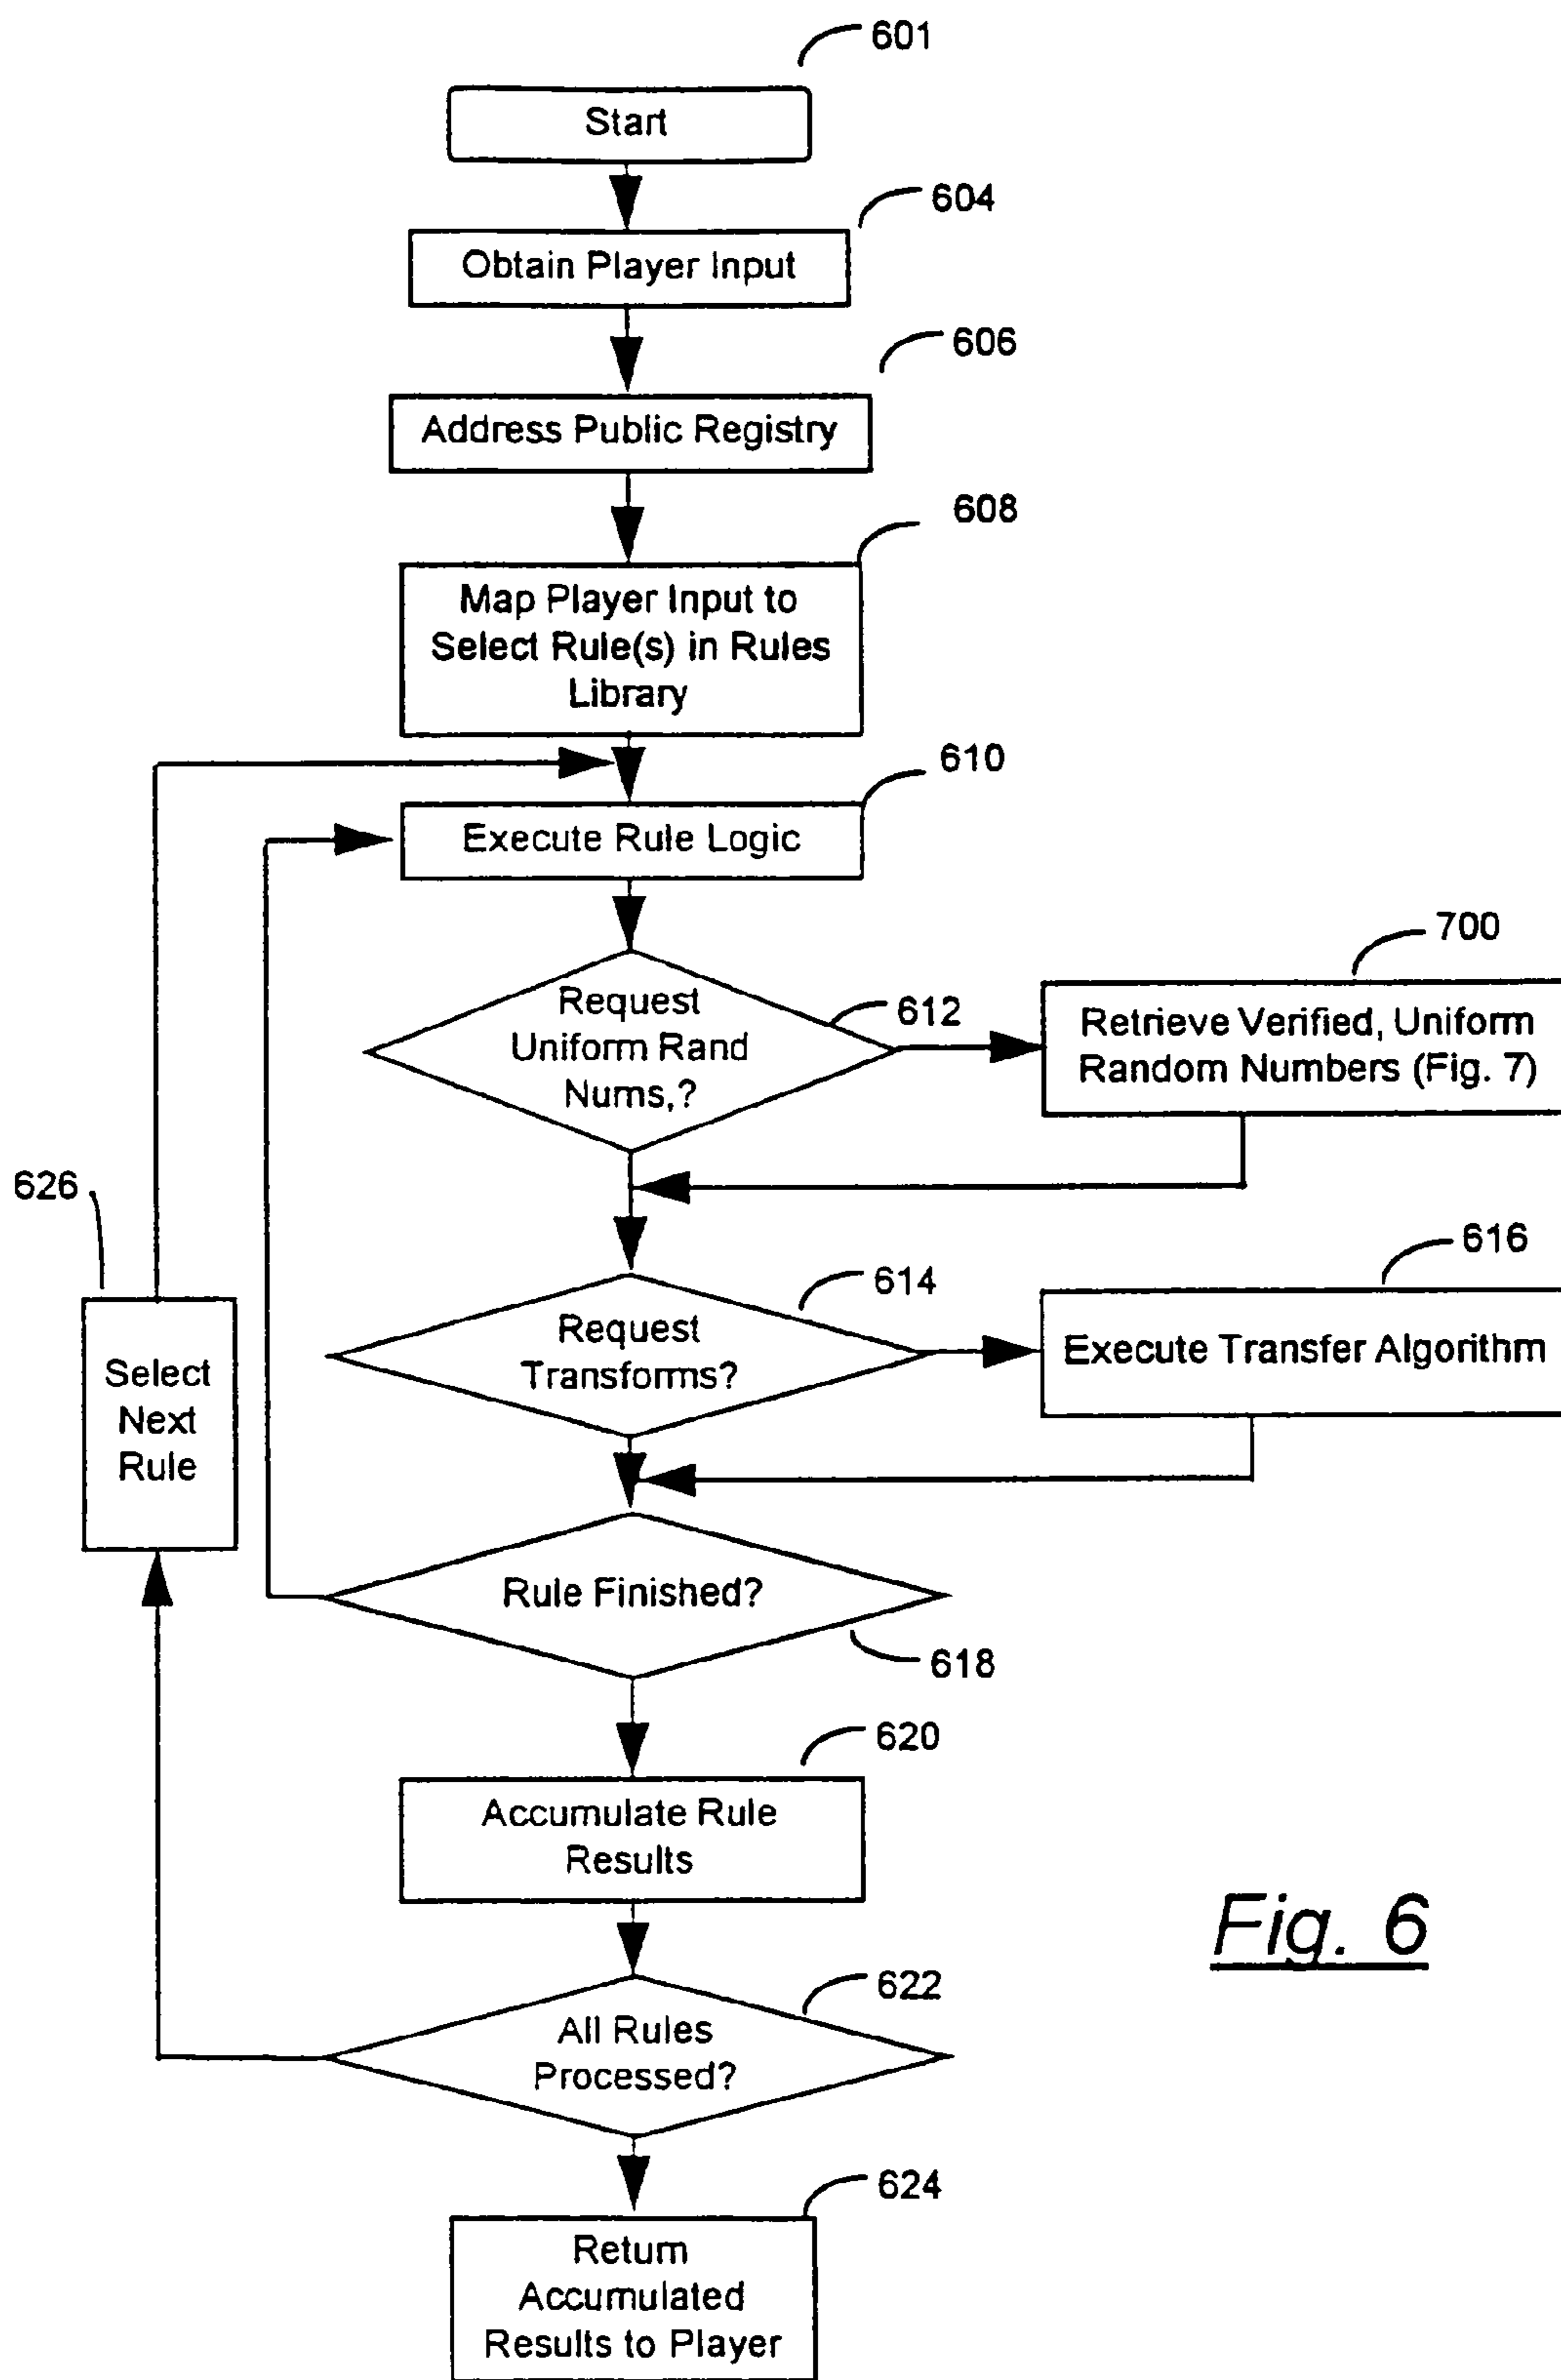 601
Start
604
Obtain Player Input
606
Address Public Registry
608
Map Player Input to
Select Rule(s) in Rules
Library
610
Execute Rule Logic
700
Request
Uniform Rand
Nums,?
612
Retrieve Verified, Uniform
Random Numbers (Fig. 7)
626
616
614
Request
Transforms?
Execute Transfer Algorithm
Select
Next
Rule
Rule Finished?
618
620
Accumulate Rule
Results
Fig. 6
622
All Rules
Processed?
624
Return
Accumulated
Results to Player